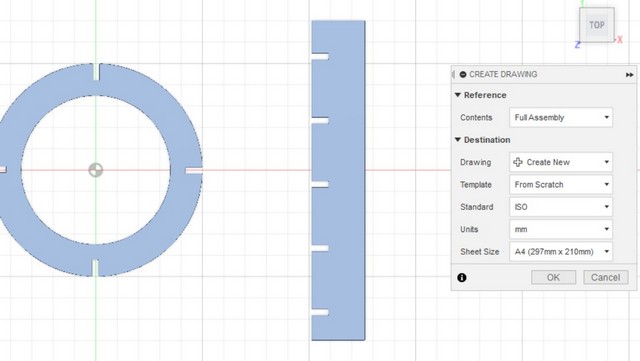 TOP
Z
X
CREATE DRAWING
Reference
Contents Full Assembly
Destination
Drawing Create New
Template From Scratch
Standard ISO
Units mm
Sheet Size A4 (297mm x 210mm)
OK Cancel